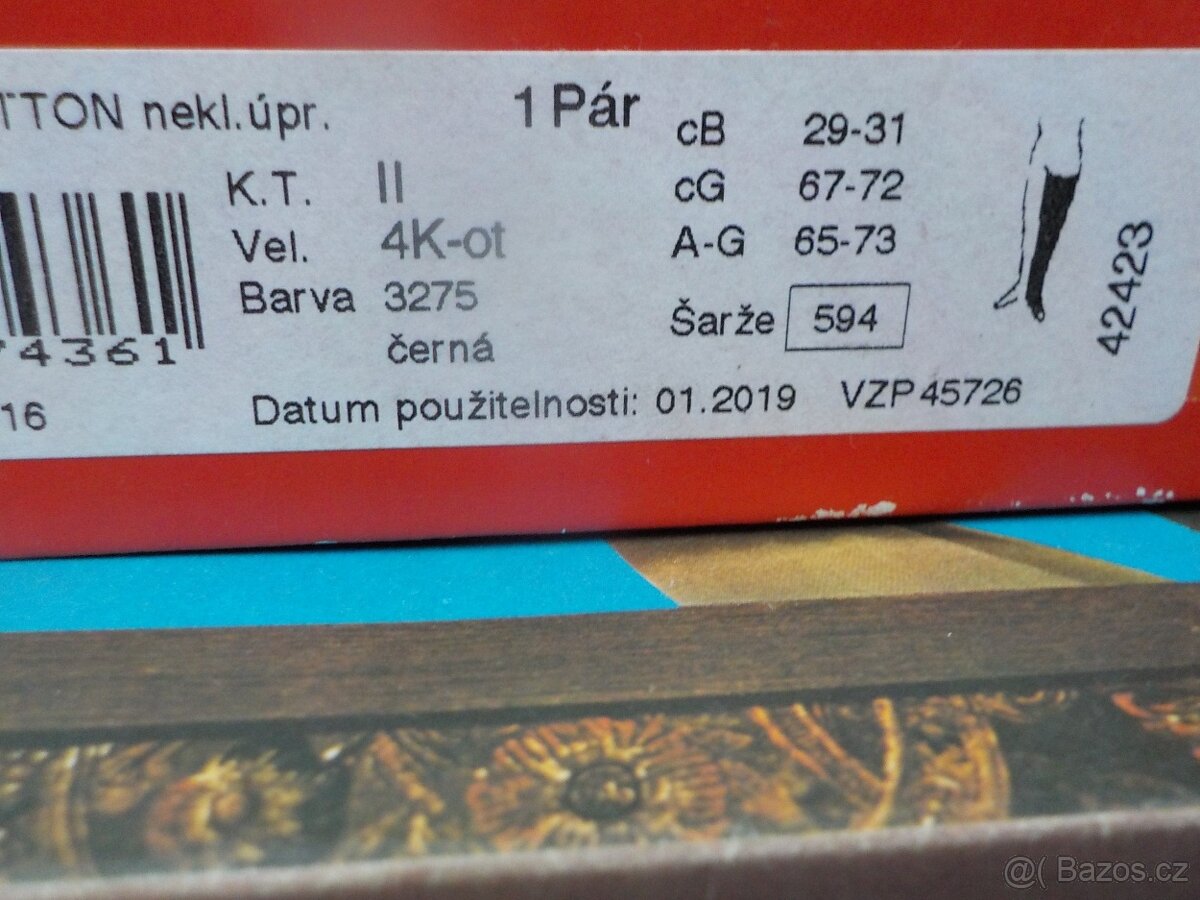 TTON nekl.úpr. 1 Pár
K.T. II
Vel. 4K-ot
Barva 3275
černá
cB 29-31
cG 67-72
A-G 65-73
Šarže 594
42423
4361
16
Datum použitelnosti: 01.2019 VZP 45726
@( Bazos.cz